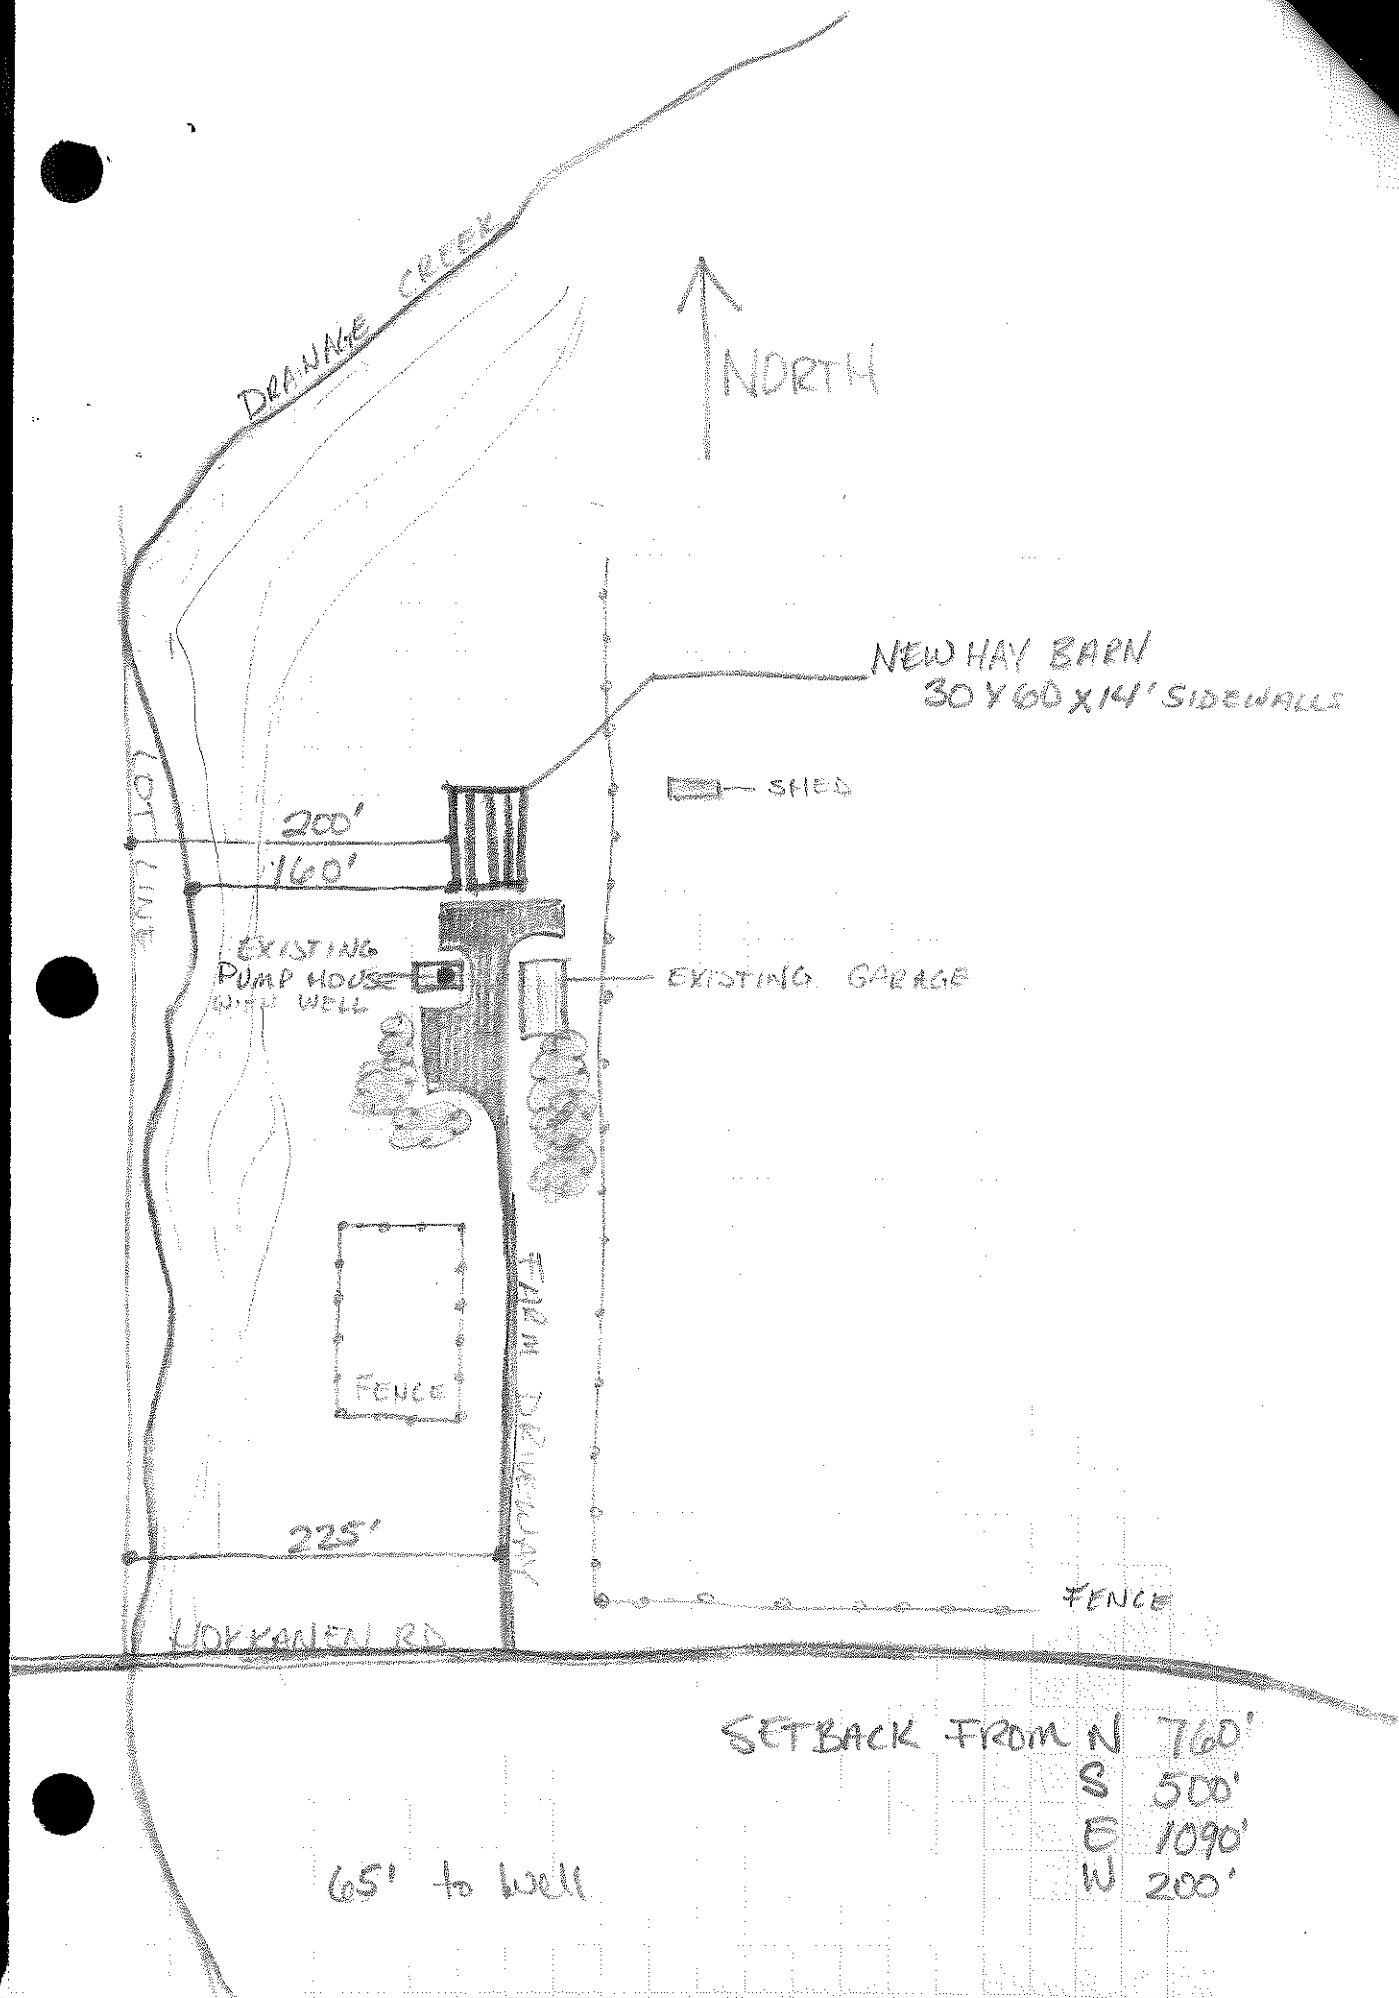 DRAINAGE CREEK
NORTH
NEW HAY BARN
30 X 60 X 14' SIDEWALLS
SHED
LOT LINE
200'
160'
EXISTING
PUMP HOUSE
WITH WELL
EXISTING GARAGE
FARM DRIVEWAY
FENCE
225'
FENCE
UOKKANEN RD
SETBACK FROM N 760'
S 500'
E 1090'
W 200'
65' to well